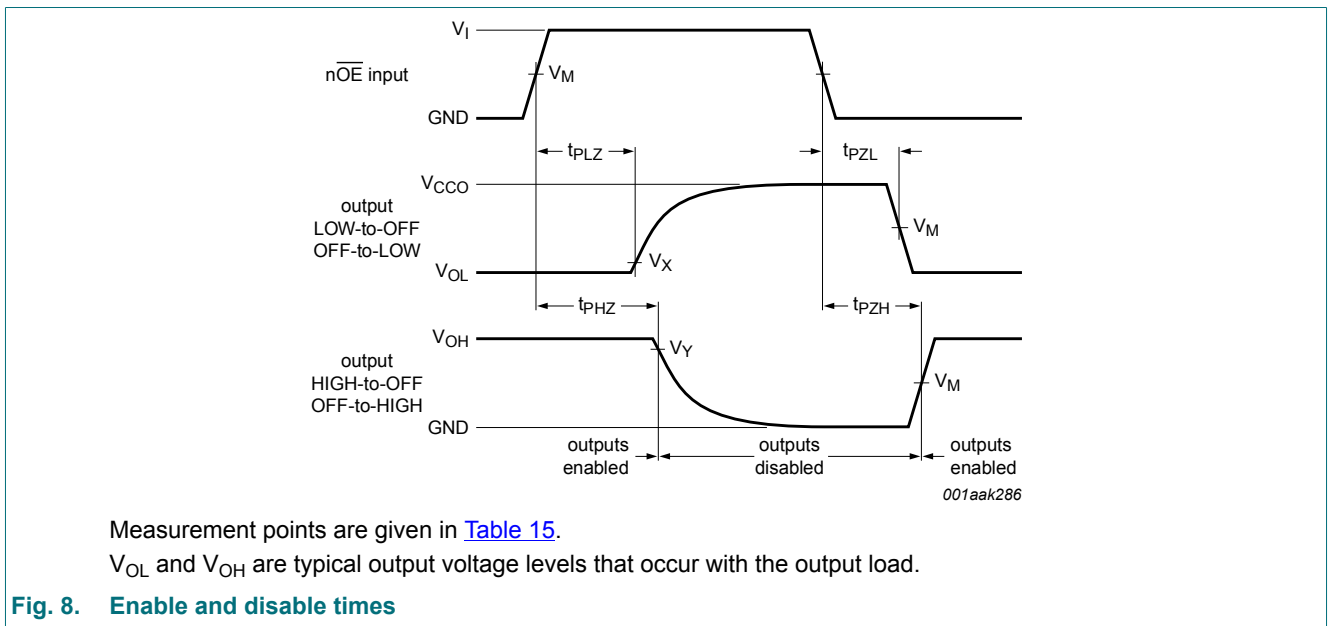 VI
nOE input
VM
GND
tPLZ
tPZL
VCCO
output
LOW-to-OFF
OFF-to-LOW
VM
VX
VOL
tPHZ
tPZH
VOH
VY
output
HIGH-to-OFF
OFF-to-HIGH
VM
GND
outputs
enabled
outputs
disabled
outputs
enabled
001aak286
Measurement points are given in Table 15.
VOL and VOH are typical output voltage levels that occur with the output load.
Fig. 8. Enable and disable times